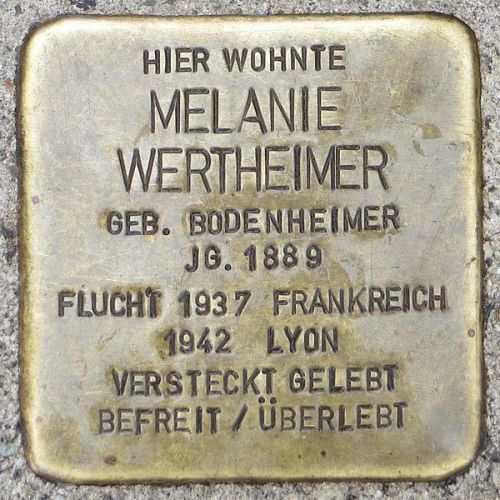 HIER WOHNTE
MELANIE
WERTHEIMER
GEB. BODENHEIMER
JG. 1889
FLUCHT 1937 FRANKREICH
1942 LYON
VERSTECKT GELEBT
BEFREIT / ÜBERLEBT